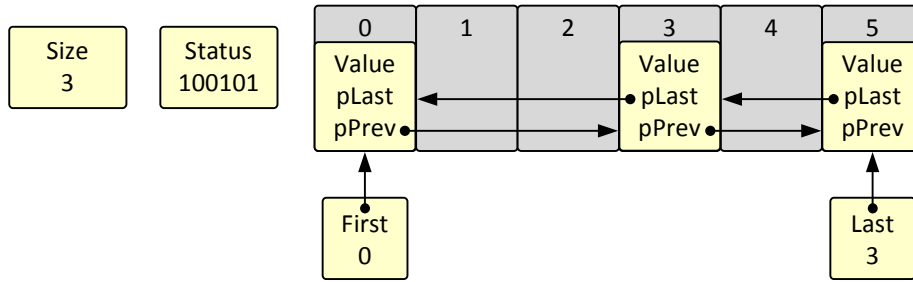 0 1 2 3 4 5
Size
3
Status
100101
Value
pLast
pPrev
Value
pLast
pPrev
Value
pLast
pPrev
First
0
Last
3